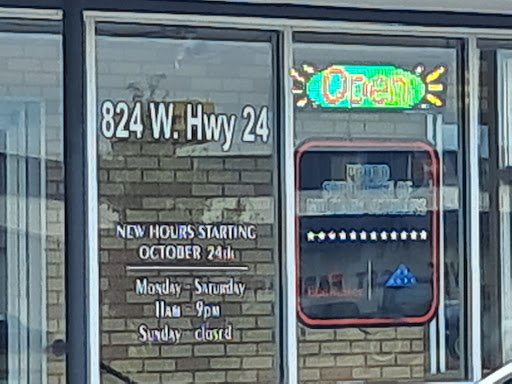 Open
824 W. Hwy 24
NEW HOURS STARTING
OCTOBER 24th
Monday - Saturday
11am - 9pm
Sunday - closed